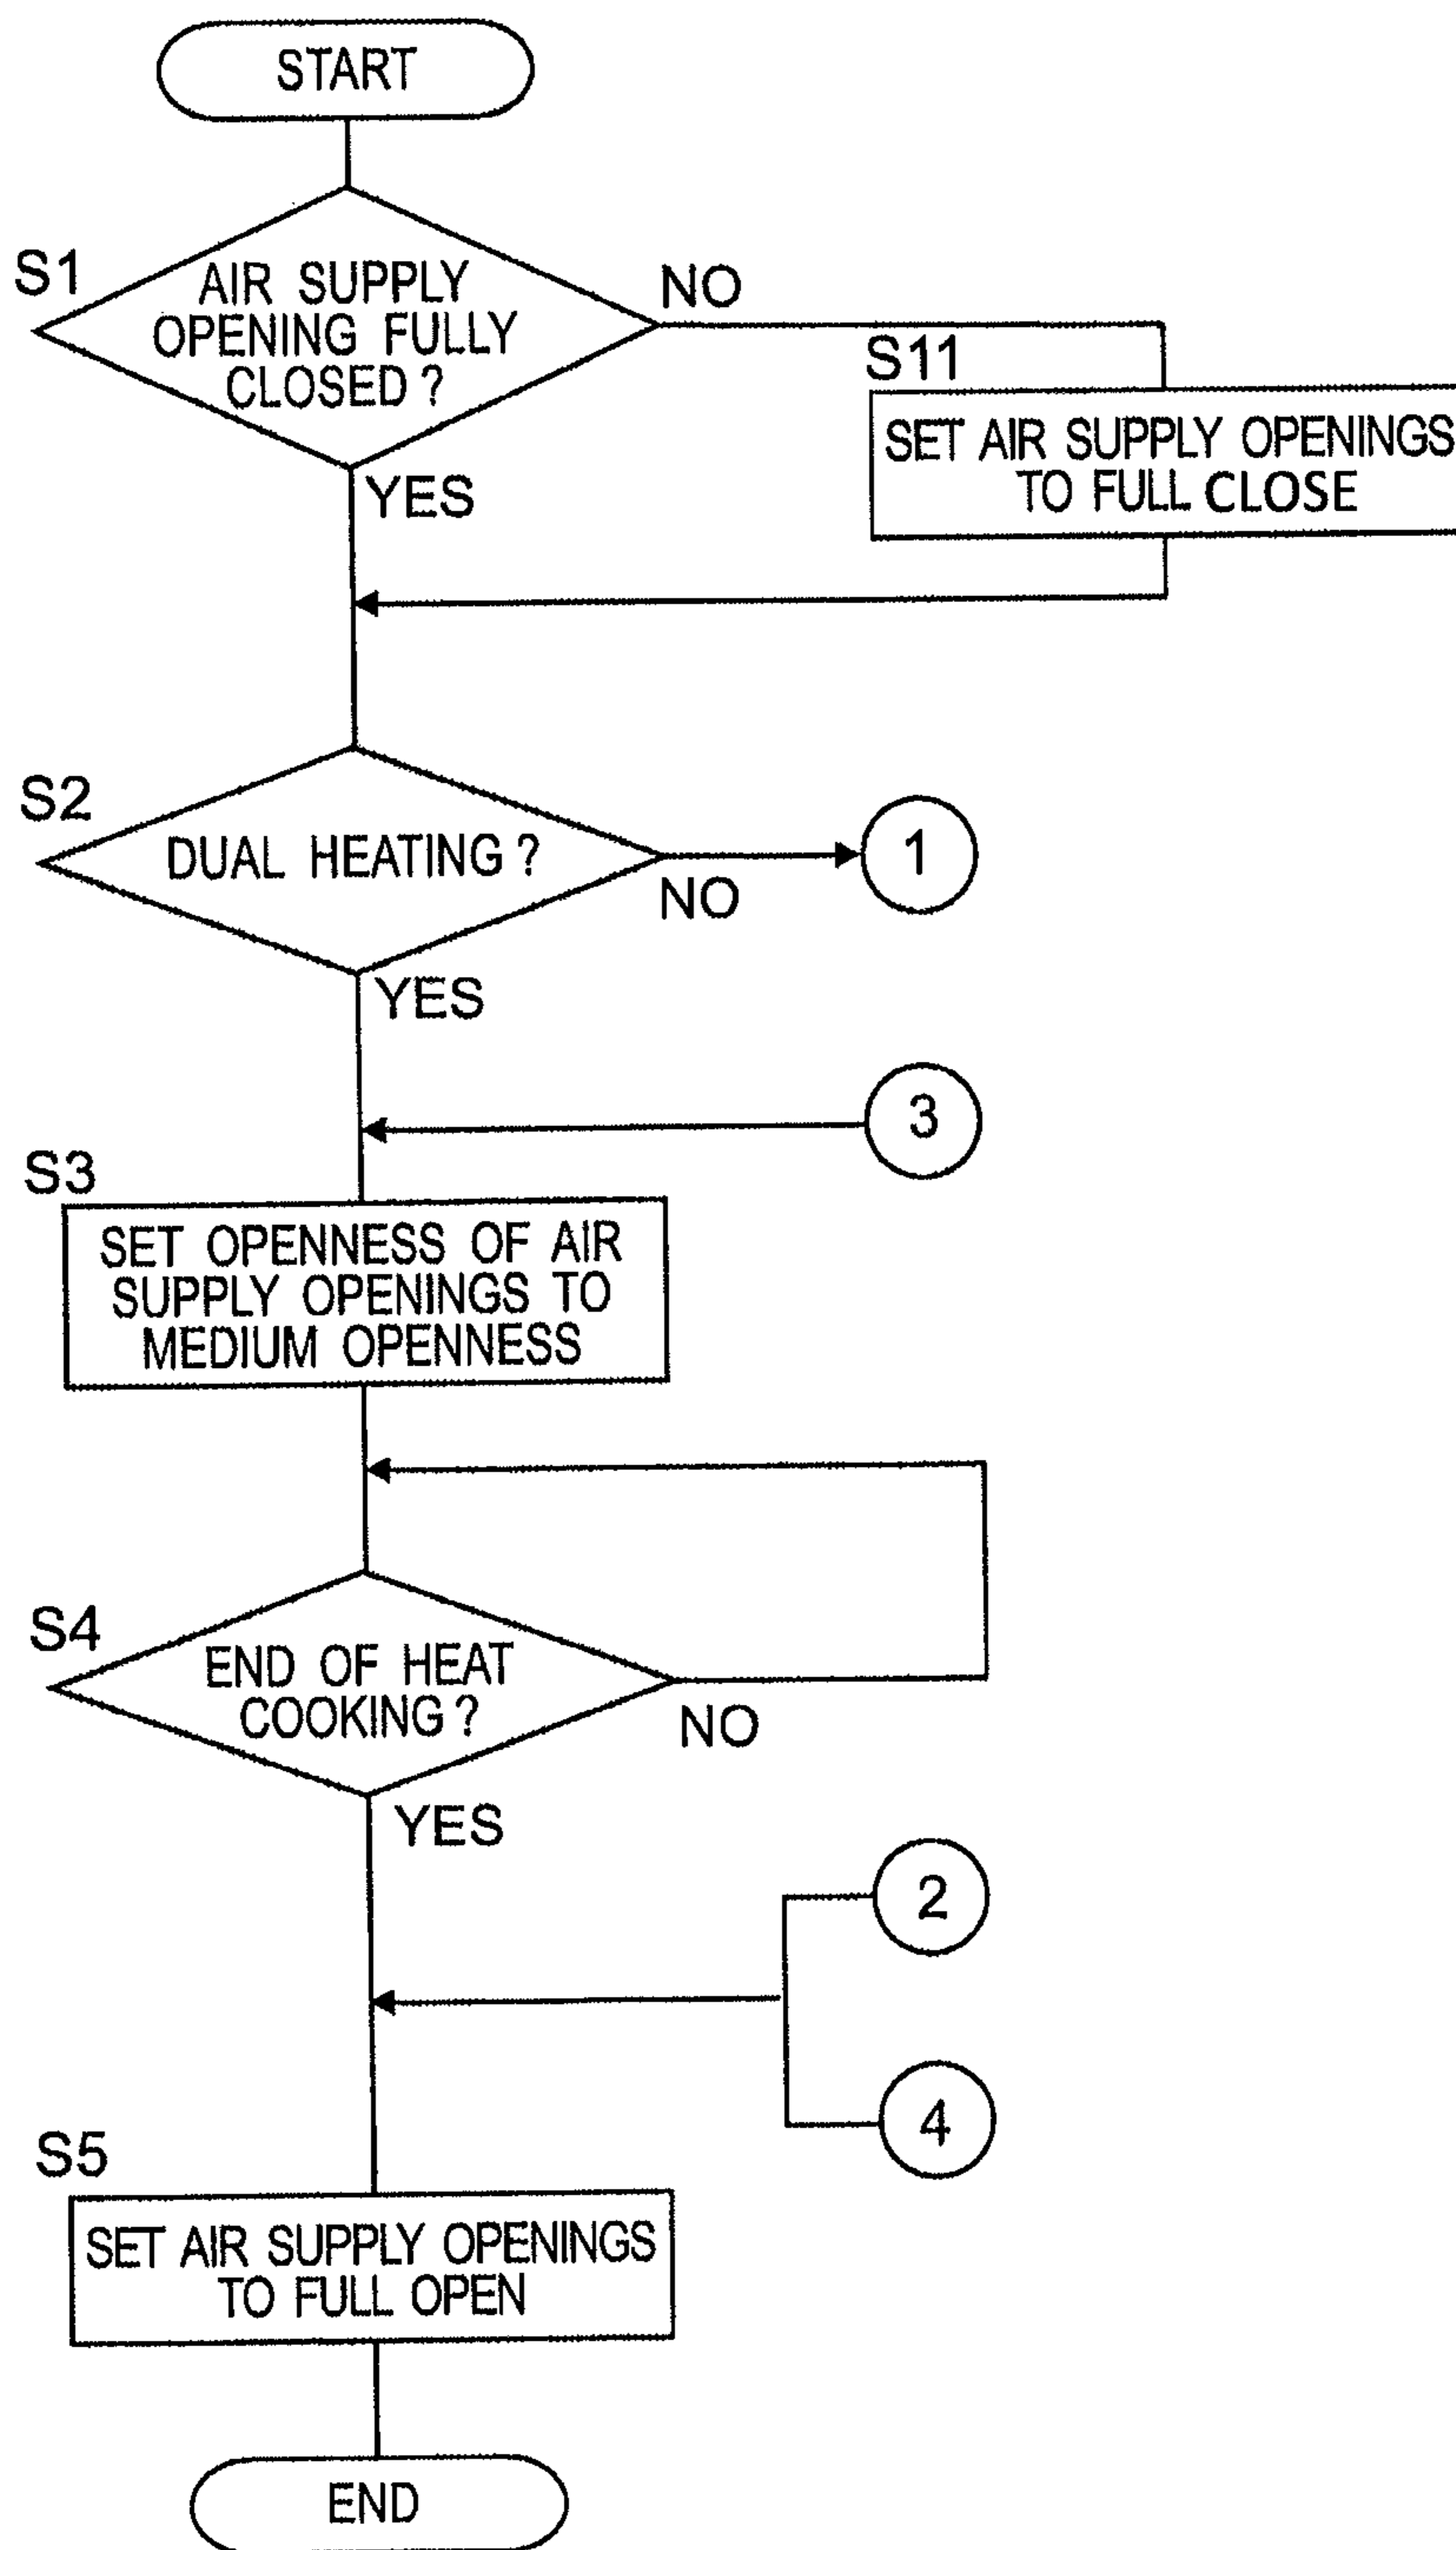 START
S1
AIR SUPPLY
OPENING FULLY
CLOSED ?
NO
S11
SET AIR SUPPLY OPENINGS
TO FULL CLOSE
YES
S2
DUAL HEATING ?
NO
1
YES
3
S3
SET OPENNESS OF AIR
SUPPLY OPENINGS TO
MEDIUM OPENNESS
S4
END OF HEAT
COOKING ?
NO
YES
2
4
S5
SET AIR SUPPLY OPENINGS
TO FULL OPEN
END